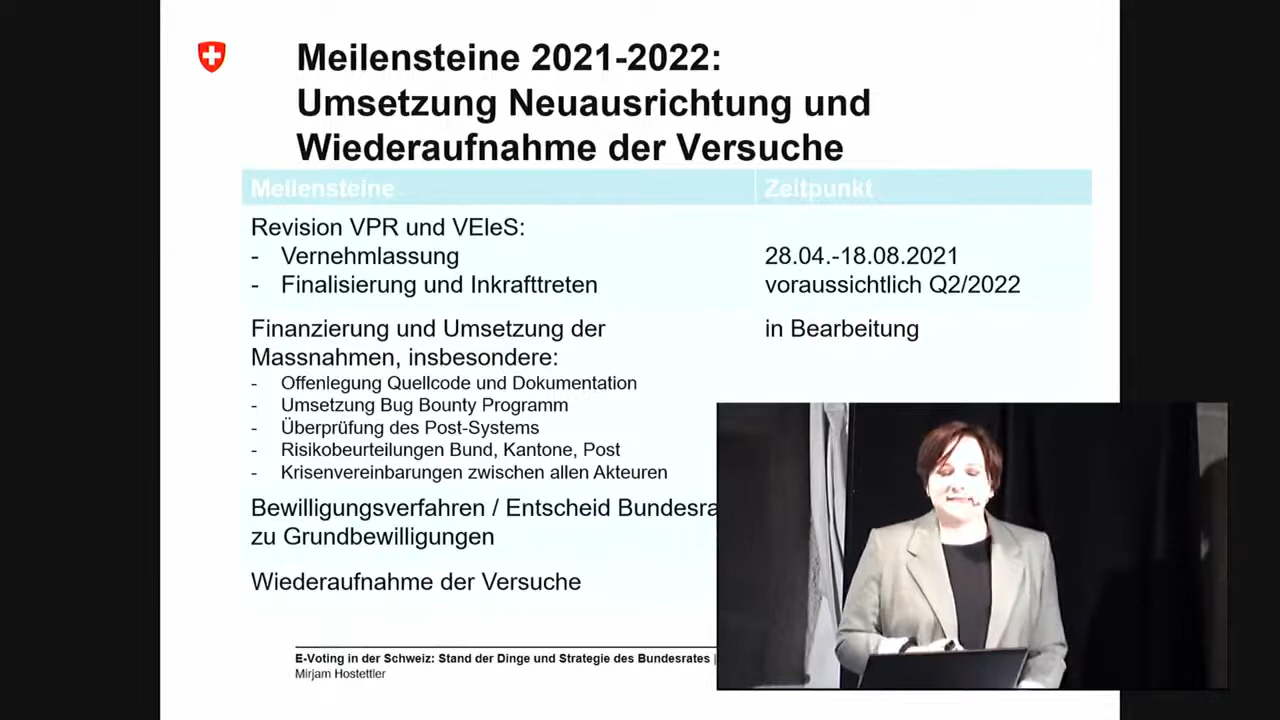 Meilensteine 2021-2022:
Umsetzung Neuausrichtung und
Wiederaufnahme der Versuche
Meilensteine Zeitpunkt
Revision VPR und VEleS:
- Vernehmlassung 28.04.-18.08.2021
- Finalisierung und Inkrafttreten voraussichtlich Q2/2022
Finanzierung und Umsetzung der in Bearbeitung
Massnahmen, insbesondere:
- Offenlegung Quellcode und Dokumentation
- Umsetzung Bug Bounty Programm
- Überprüfung des Post-Systems
- Risikobeurteilungen Bund, Kantone, Post
- Krisenvereinbarungen zwischen allen Akteuren
Bewilligungsverfahren / Entscheid
zu Grundbewilligungen
Wiederaufnahme der Versuche
E-Voting in der Schweiz: Stand der Dinge und Strategie des Bundesrates |
Mirjam Hostettler